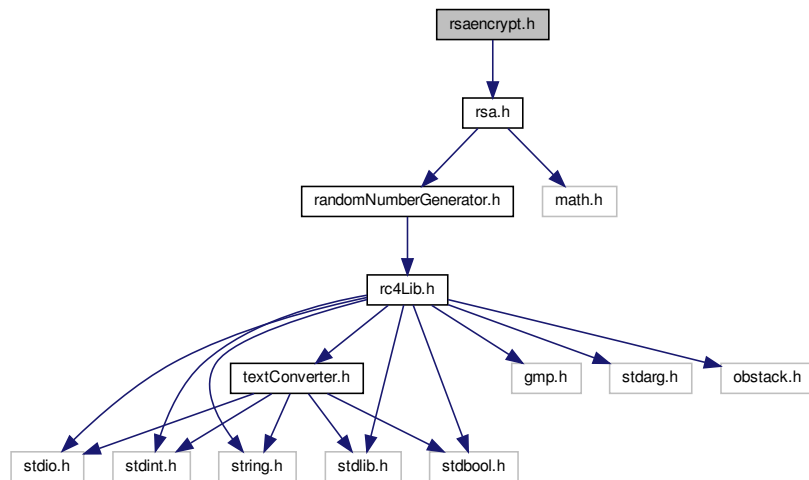 rsaencrypt.h
rsa.h
randomNumberGenerator.h
math.h
rc4Lib.h
textConverter.h
gmp.h
stdarg.h
obstack.h
stdio.h
stdint.h
string.h
stdlib.h
stdbool.h